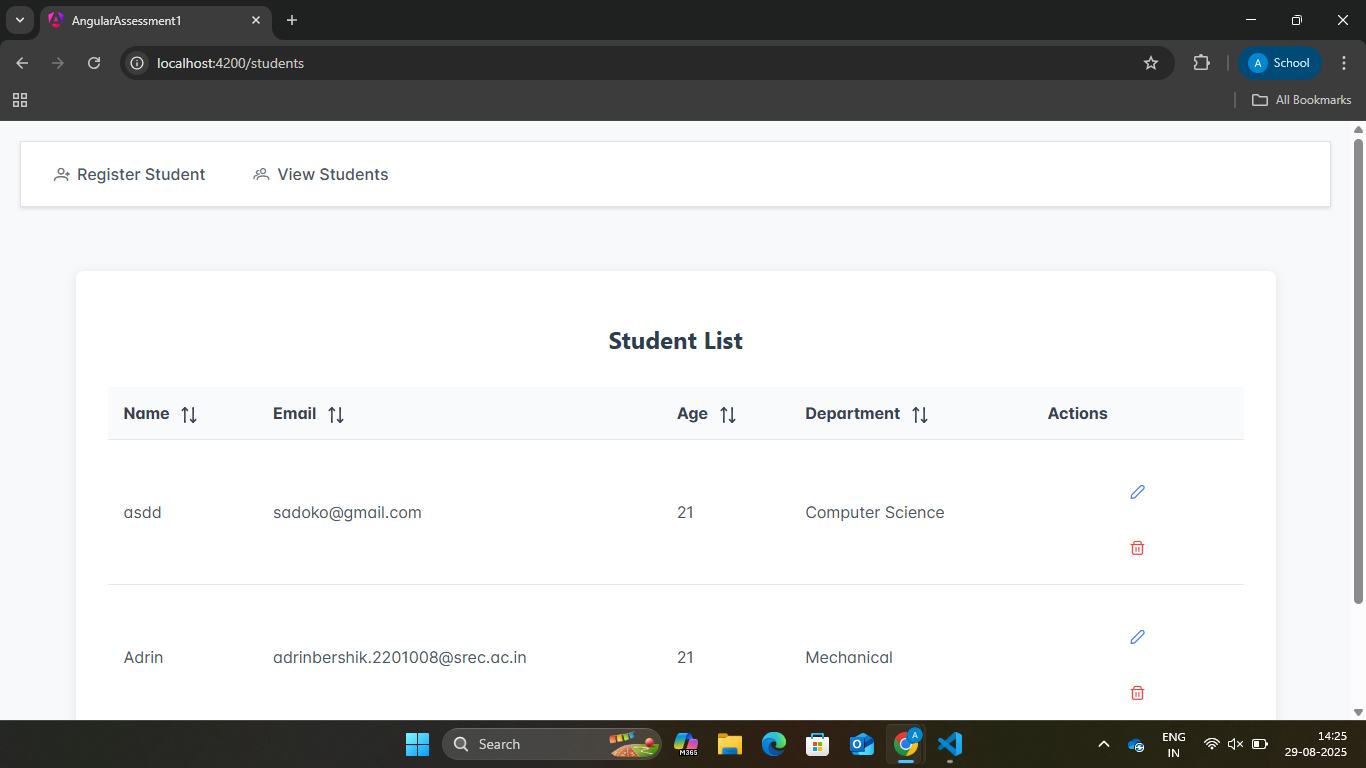 AngularAssessment1
localhost:4200/students
A School
All Bookmarks
Register Student View Students
Student List
Name Email Age Department Actions
asdd sadoko@gmail.com 21 Computer Science
Adrin adrinbershik.2201008@srec.ac.in 21 Mechanical
Search
M365
A
ENG
IN
14:25
29-08-2025